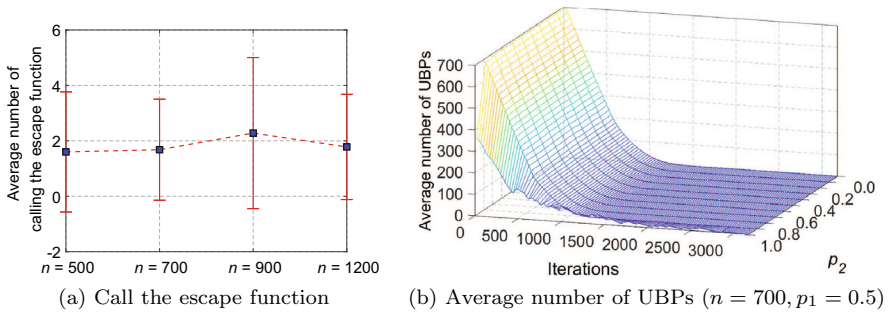 Average number of
calling the escape function
6
4
2
0
-2
n = 500
n = 700
n = 900
n = 1200
(a) Call the escape function
Average number of UBPs
700
600
500
400
300
200
100
0
0
500
1000
1500
2000
2500
3000
Iterations
0.0
0.2
0.4
0.6
0.8
1.0
p2
(b) Average number of UBPs (n = 700, p1 = 0.5)